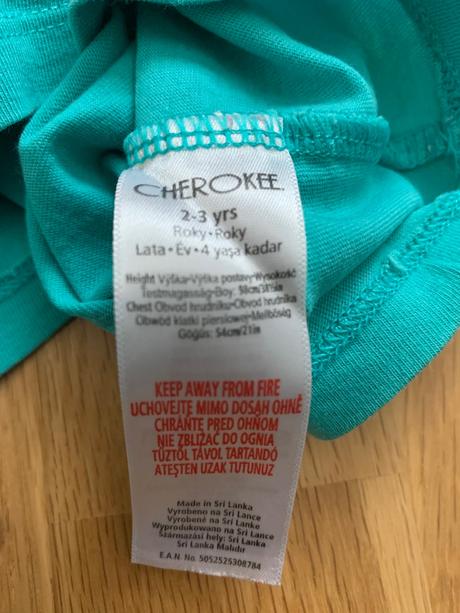 CHEROKEE.
2-3 yrs
Roky•Roky
Lata•Év•4 yaşa kadar
Height Výška•Výška postavy•Wysokość
Testmagasság•Boy: 98cm/38½in
Chest Obvod hrudníku•Obvod hrudníka
Obwód klatki piersiowej•Mellbőség
Göğüs: 54cm/21in
KEEP AWAY FROM FIRE
UCHOVEJTE MIMO DOSAH OHNĚ
CHRÁŇTE PRED OHŇOM
NIE ZBLIŻAĆ DO OGNIA
TŰZTŐL TÁVOL TARTANDÓ
ATEŞTEN UZAK TUTUNUZ
Made in Sri Lanka
Vyrobeno na Srí Lance
Vyrobené na Srí Lanke
Wyprodukowano na Sri Lance
Származási hely: Srí Lanka
Sri Lanka Malıdır
E.A.N. No. 5052525308784